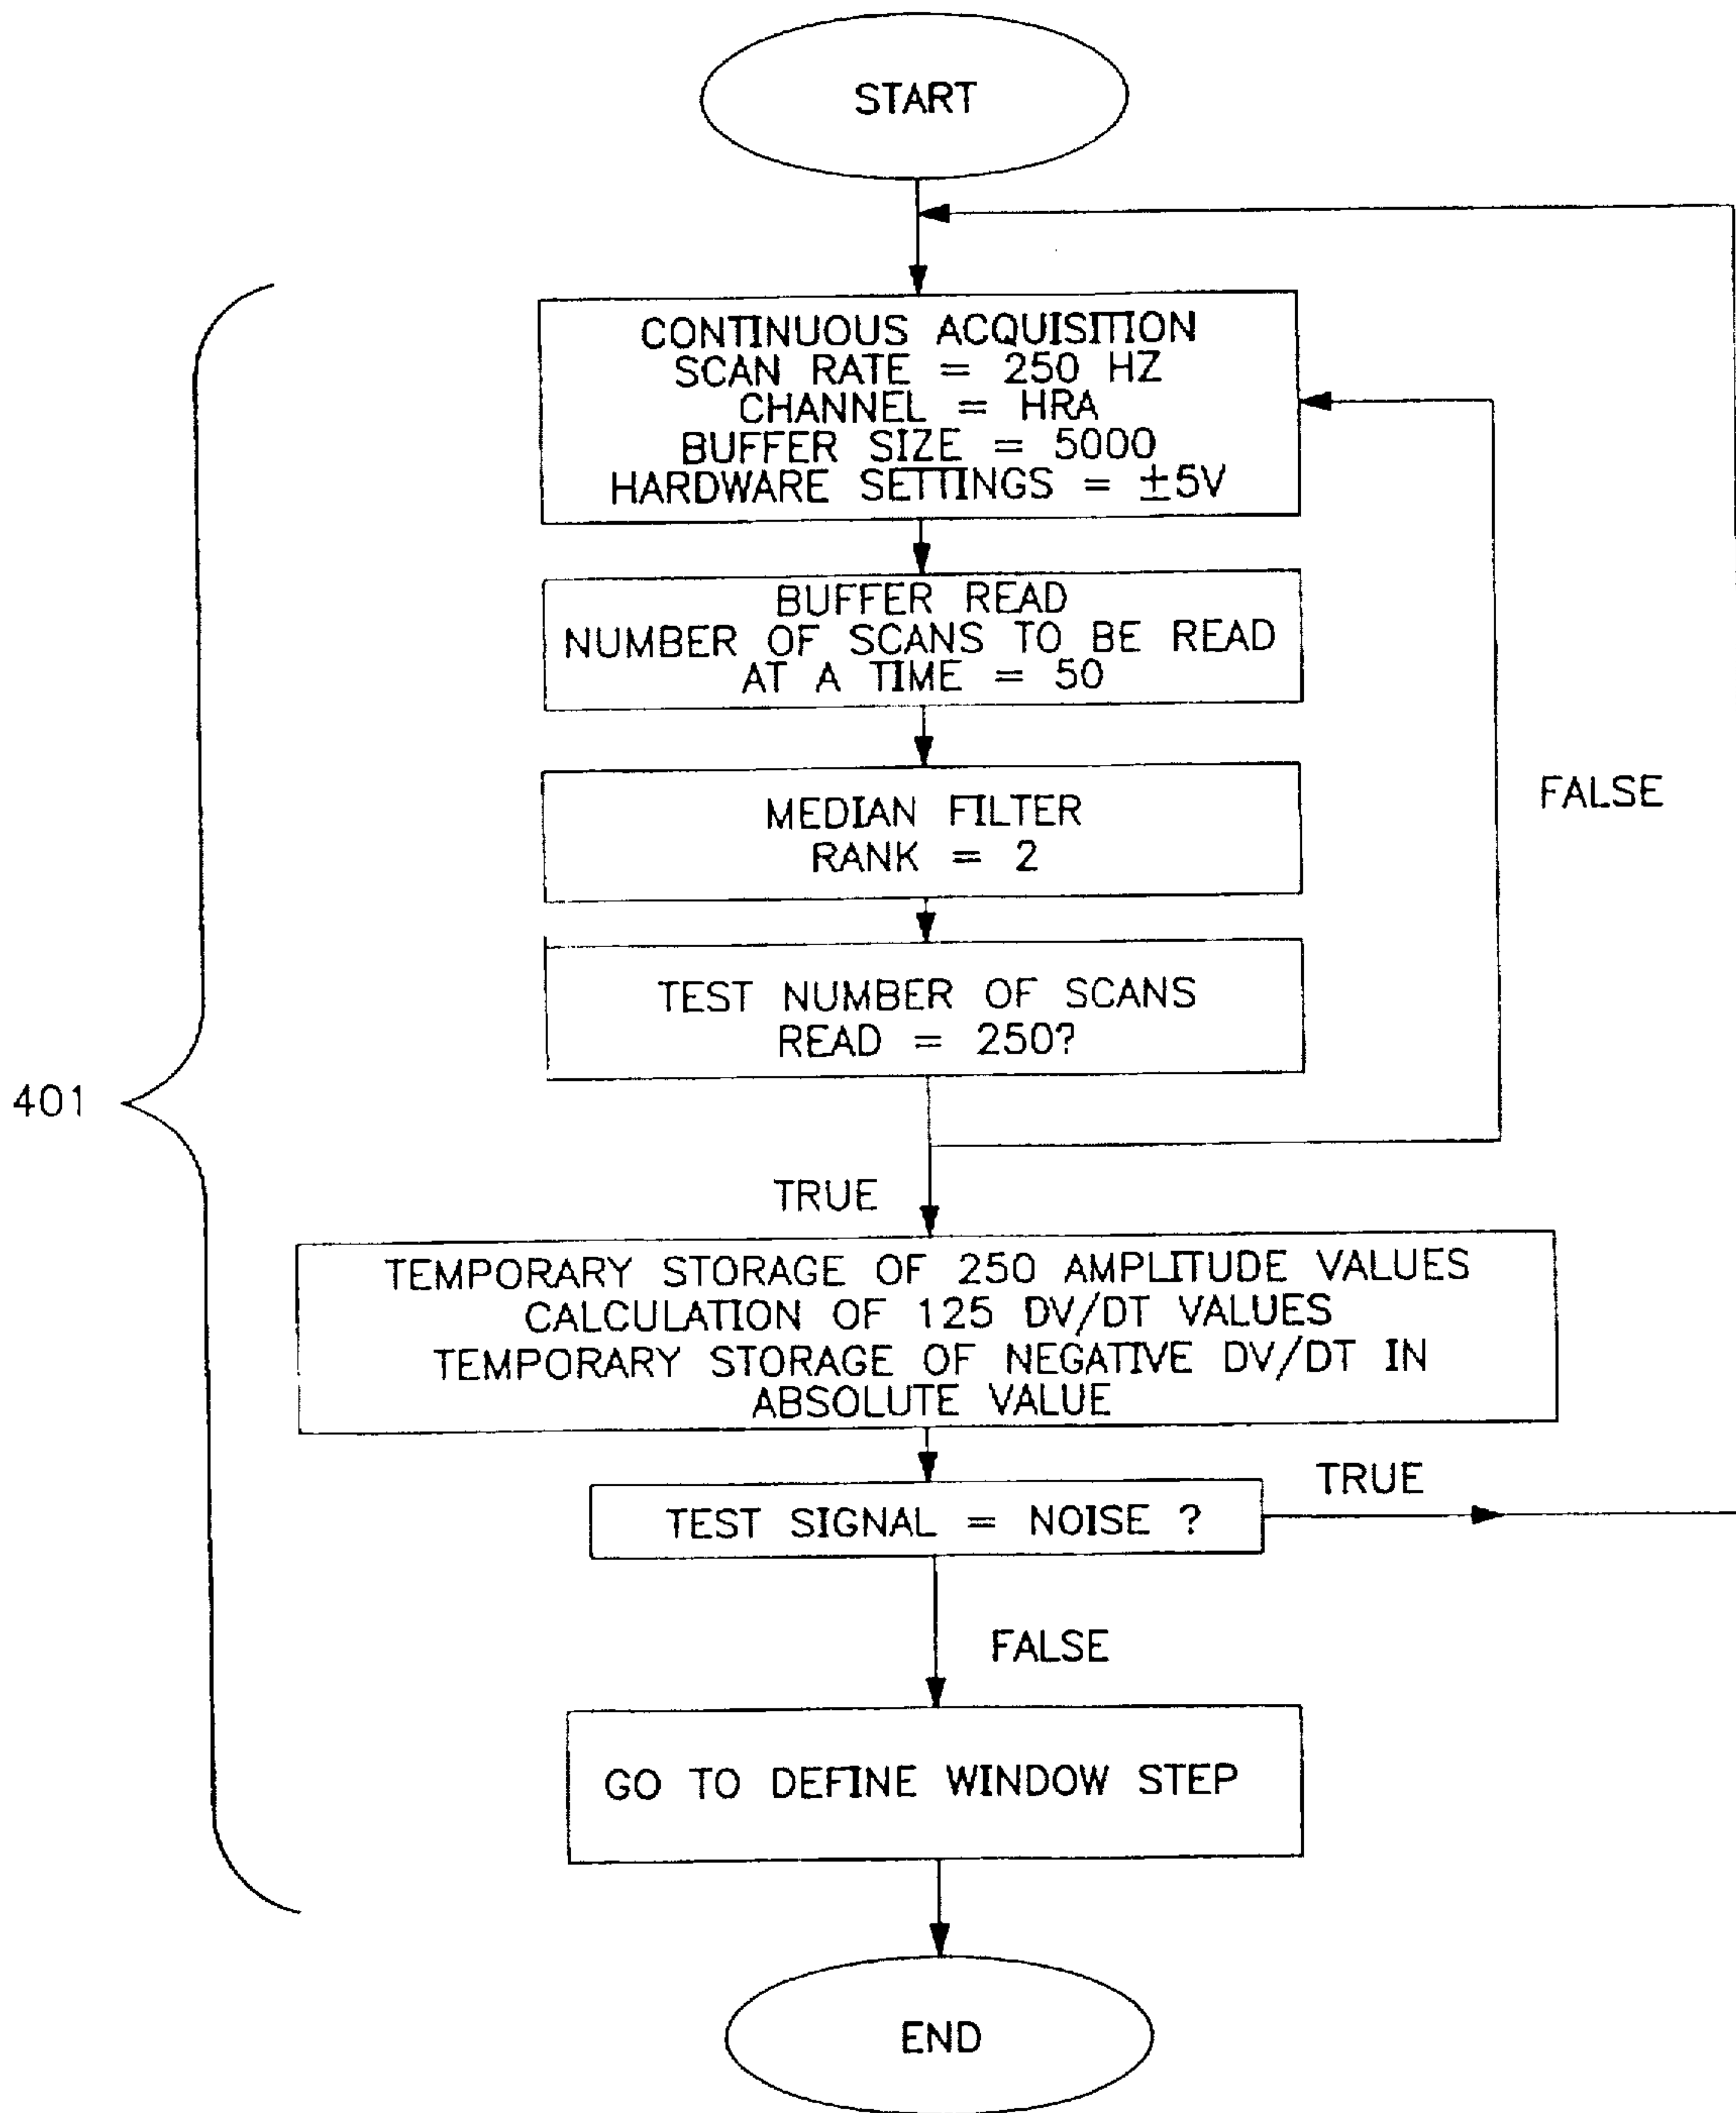 START
CONTINUOUS ACQUISITION
SCAN RATE = 250 HZ
CHANNEL = HRA
BUFFER SIZE = 5000
HARDWARE SETTINGS = ±5V
BUFFER READ
NUMBER OF SCANS TO BE READ
AT A TIME = 50
FALSE
MEDIAN FILTER
RANK = 2
TEST NUMBER OF SCANS
READ = 250?
401
TRUE
TEMPORARY STORAGE OF 250 AMPLITUDE VALUES
CALCULATION OF 125 DV/DT VALUES
TEMPORARY STORAGE OF NEGATIVE DV/DT IN
ABSOLUTE VALUE
TRUE
TEST SIGNAL = NOISE ?
FALSE
GO TO DEFINE WINDOW STEP
END